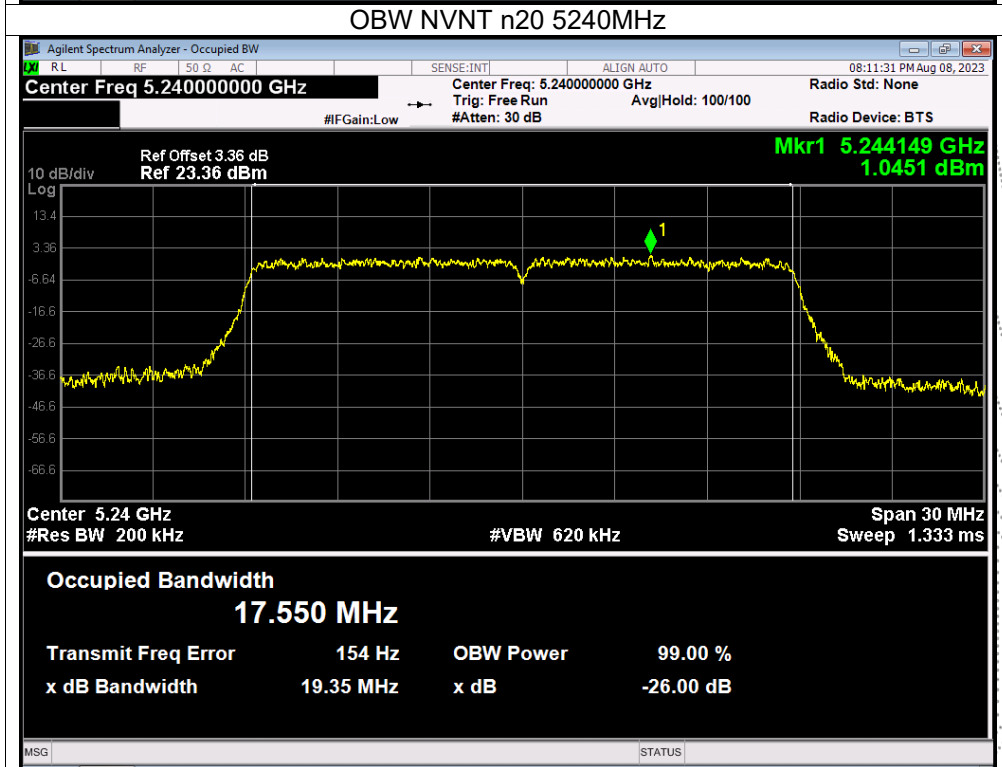 OBW NVNT n20 5240MHz
Agilent Spectrum Analyzer - Occupied BW
LXI RL RF 50 Ω AC SENSE:INT ALIGN AUTO 08:11:31 PM Aug 08, 2023
Center Freq 5.240000000 GHz Center Freq: 5.240000000 GHz Radio Std: None
Trig: Free Run Avg|Hold: 100/100
#IFGain:Low #Atten: 30 dB Radio Device: BTS
Mkr1 5.244149 GHz
1.0451 dBm
Ref Offset 3.36 dB
10 dB/div Ref 23.36 dBm
Log
13.4
1
3.36
-6.64
-16.6
-26.6
-36.6
-46.6
-56.6
-66.6
Center 5.24 GHz Span 30 MHz
#Res BW 200 kHz #VBW 620 kHz Sweep 1.333 ms
Occupied Bandwidth
17.550 MHz
Transmit Freq Error 154 Hz OBW Power 99.00 %
x dB Bandwidth 19.35 MHz x dB -26.00 dB
MSG STATUS